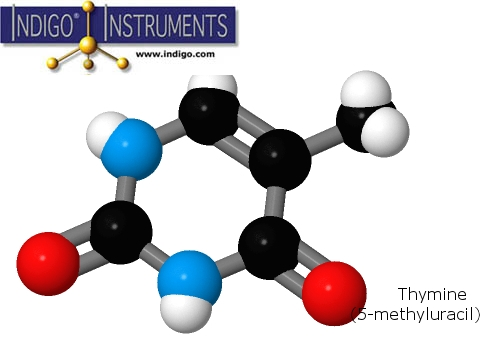 INDIGO® INSTRUMENTS
www.indigo.com
Thymine
(5-methyluracil)